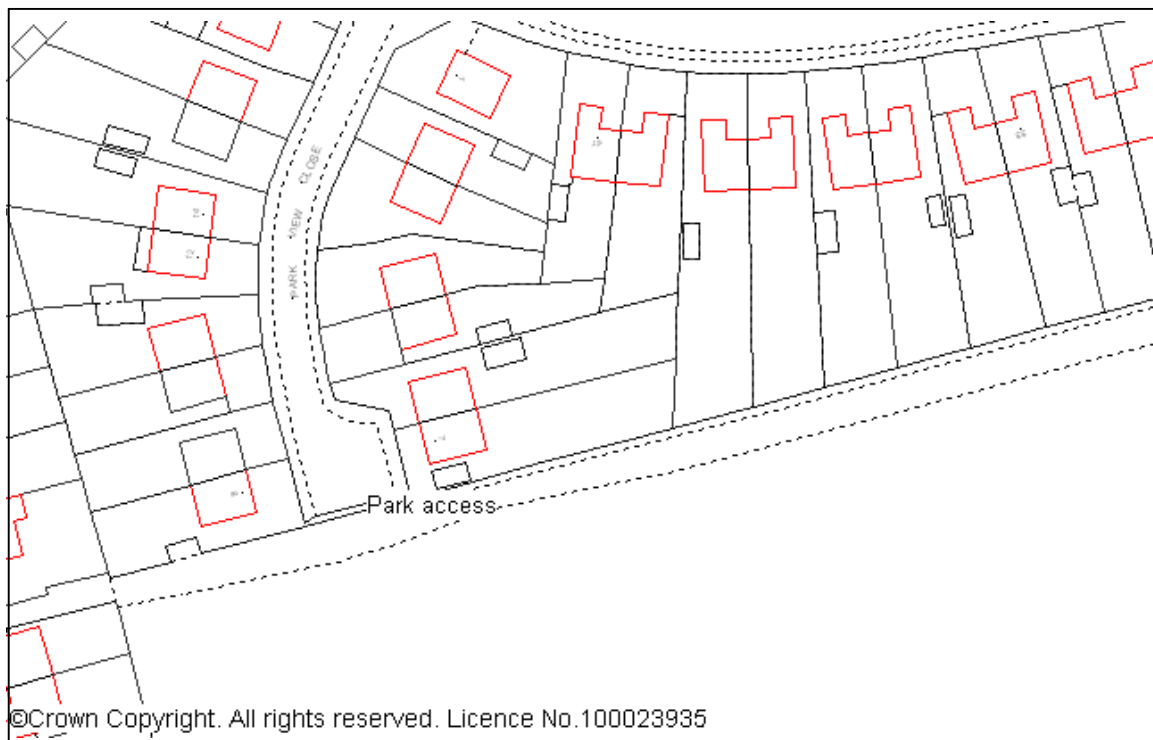 PARK VIEW CLOSE
Park access
©Crown Copyright. All rights reserved. Licence No.100023935